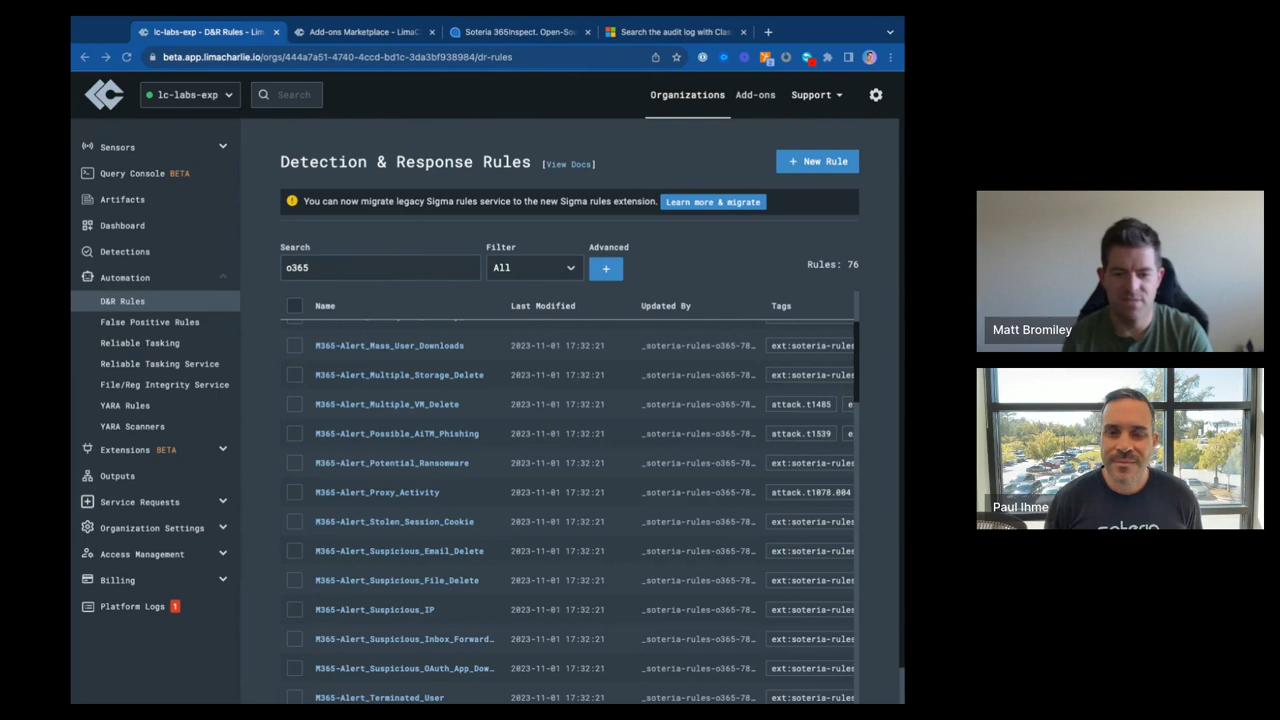 lc-labs-exp - D&R Rules - Lim
Add-ons Marketplace - LimaC
Soteria 365Inspect. Open-Sou
Search the audit log with Clas
beta.app.limacharlie.io/orgs/444a7a51-4740-4ccd-bd1c-3da3bf938984/dr-rules
lc-labs-exp
Search
Organizations
Add-ons
Support
Sensors
Query Console BETA
Artifacts
Dashboard
Detections
Automation
D&R Rules
False Positive Rules
Reliable Tasking
Reliable Tasking Service
File/Reg Integrity Service
YARA Rules
YARA Scanners
Extensions BETA
Outputs
Service Requests
Organization Settings
Access Management
Billing
Platform Logs 1
Detection & Response Rules [View Docs]
+ New Rule
You can now migrate legacy Sigma rules service to the new Sigma rules extension. Learn more & migrate
Search Filter Advanced
o365 All + Rules: 76
Name Last Modified Updated By Tags
M365-Alert_Mass_User_Downloads 2023-11-01 17:32:21 _soteria-rules-o365-78… ext:soteria-rules
M365-Alert_Multiple_Storage_Delete 2023-11-01 17:32:21 _soteria-rules-o365-78… ext:soteria-rules
M365-Alert_Multiple_VM_Delete 2023-11-01 17:32:21 _soteria-rules-o365-78… attack.t1485 e
M365-Alert_Possible_AiTM_Phishing 2023-11-01 17:32:21 _soteria-rules-o365-78… attack.t1539 e
M365-Alert_Potential_Ransomware 2023-11-01 17:32:21 _soteria-rules-o365-78… ext:soteria-rules
M365-Alert_Proxy_Activity 2023-11-01 17:32:21 _soteria-rules-o365-78… attack.t1078.004
M365-Alert_Stolen_Session_Cookie 2023-11-01 17:32:21 _soteria-rules-o365-78… ext:soteria-rules
M365-Alert_Suspicious_Email_Delete 2023-11-01 17:32:21 _soteria-rules-o365-78… ext:soteria-rules
M365-Alert_Suspicious_File_Delete 2023-11-01 17:32:21 _soteria-rules-o365-78… ext:soteria-rules
M365-Alert_Suspicious_IP 2023-11-01 17:32:21 _soteria-rules-o365-78… ext:soteria-rules
M365-Alert_Suspicious_Inbox_Forward… 2023-11-01 17:32:21 _soteria-rules-o365-78… ext:soteria-rules
M365-Alert_Suspicious_OAuth_App_Dow… 2023-11-01 17:32:21 _soteria-rules-o365-78… ext:soteria-rules
M365-Alert_Terminated_User 2023-11-01 17:32:21 _soteria-rules-o365-78… ext:soteria-rules
Matt Bromiley
Paul Ihme
soteria